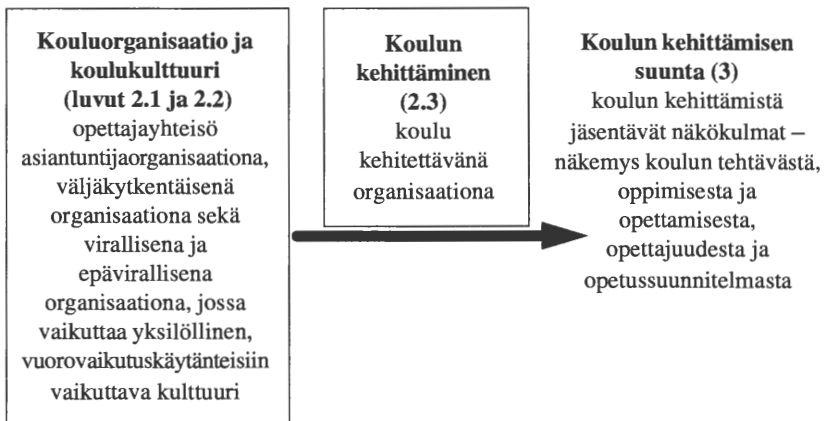 Kouluorganisaatio ja
koulukulttuuri
(luvut 2.1 ja 2.2)
opettajayhteisö
asiantuntijaorganisaationa,
väljäkytkentäisenä
organisaationa sekä
virallisena ja
epävirallisena
organisaationa, jossa
vaikuttaa yksilöllinen,
vuorovaikutuskäytänteisiin
vaikuttava kulttuuri
Koulun
kehittäminen
(2.3)
koulu
kehitettävänä
organisaationa
Koulun kehittämisen
suunta (3)
koulun kehittämistä
jäsentävät näkökulmat –
näkemys koulun tehtävästä,
oppimisesta ja
opettamisesta,
opettajuudesta ja
opetussuunnitelmasta